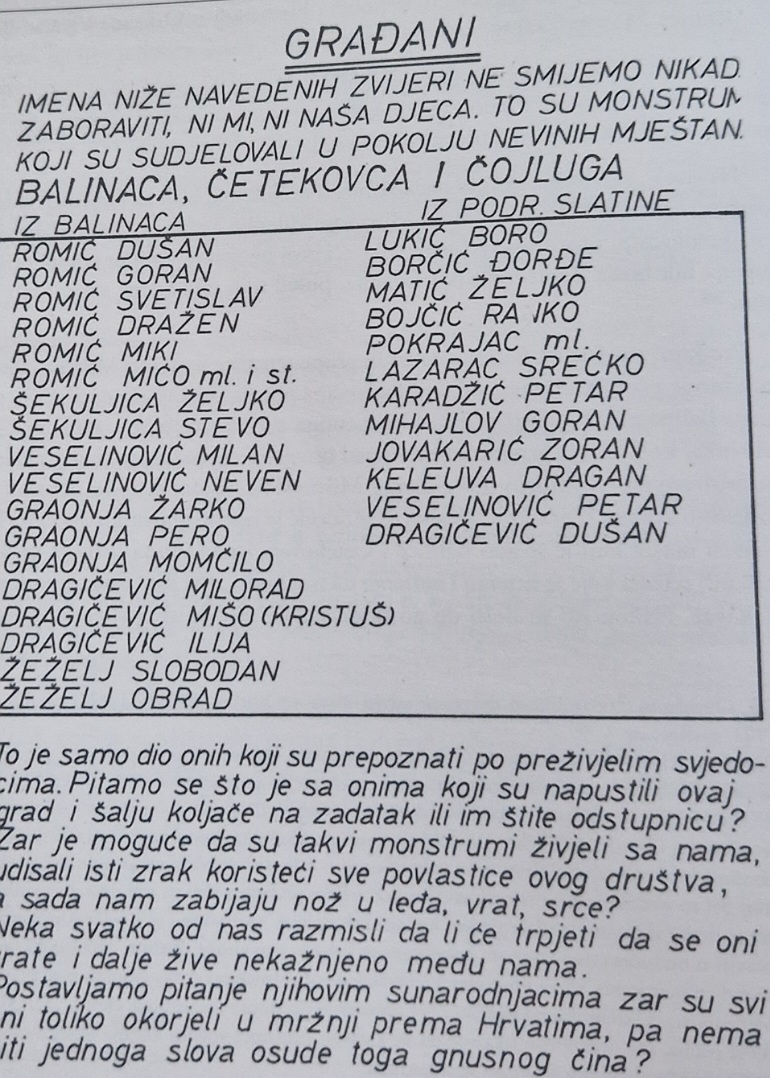 GRAĐANI
IMENA NIŽE NAVEDENIH ZVIJERI NE SMIJEMO NIKAD
ZABORAVITI, NI MI, NI NAŠA DJECA. TO SU MONSTRUM
KOJI SU SUDJELOVALI U POKOLJU NEVINIH MJEŠTAN
BALINACA, ČETEKOVCA I ČOJLUGA
IZ BALINACA
ROMIĆ DUŠAN
ROMIĆ GORAN
ROMIĆ SVETISLAV
ROMIĆ DRAŽEN
ROMIĆ MIKI
ROMIĆ MIĆO ml. i st.
ŠEKULJICA ŽELJKO
ŠEKULJICA STEVO
VESELINOVIĆ MILAN
VESELINOVIĆ NEVEN
GRAONJA ŽARKO
GRAONJA PERO
GRAONJA MOMČILO
DRAGIČEVIĆ MILORAD
DRAGIČEVIĆ MIŠO (KRISTUŠ)
DRAGIČEVIĆ ILIJA
ŽEŽELJ SLOBODAN
ŽEŽELJ OBRAD
IZ PODR. SLATINE
LUKIĆ BORO
BORČIĆ ĐORĐE
MATIĆ ŽELJKO
BOJČIĆ RA JKO
POKRAJAC ml.
LAZARAC SREĆKO
KARADŽIĆ PETAR
MIHAJLOV GORAN
JOVAKARIĆ ZORAN
KELEUVA DRAGAN
VESELINOVIĆ PETAR
DRAGIČEVIĆ DUŠAN
To je samo dio onih koji su prepoznati po preživjelim svjedo-
cima. Pitamo se što je sa onima koji su napustili ovaj
grad i šalju koljače na zadatak ili im štite odstupnicu?
Zar je moguće da su takvi monstrumi živjeli sa nama,
udisali isti zrak koristeći sve povlastice ovog društva,
a sada nam zabijaju nož u leđa, vrat, srce?
Neka svatko od nas razmisli da li će trpjeti da se oni
rate i dalje žive nekažnjeno među nama.
Postavljamo pitanje njihovim sunarodnjacima zar su svi
ni toliko okorjeli u mržnji prema Hrvatima, pa nema
iti jednoga slova osude toga gnusnog čina?